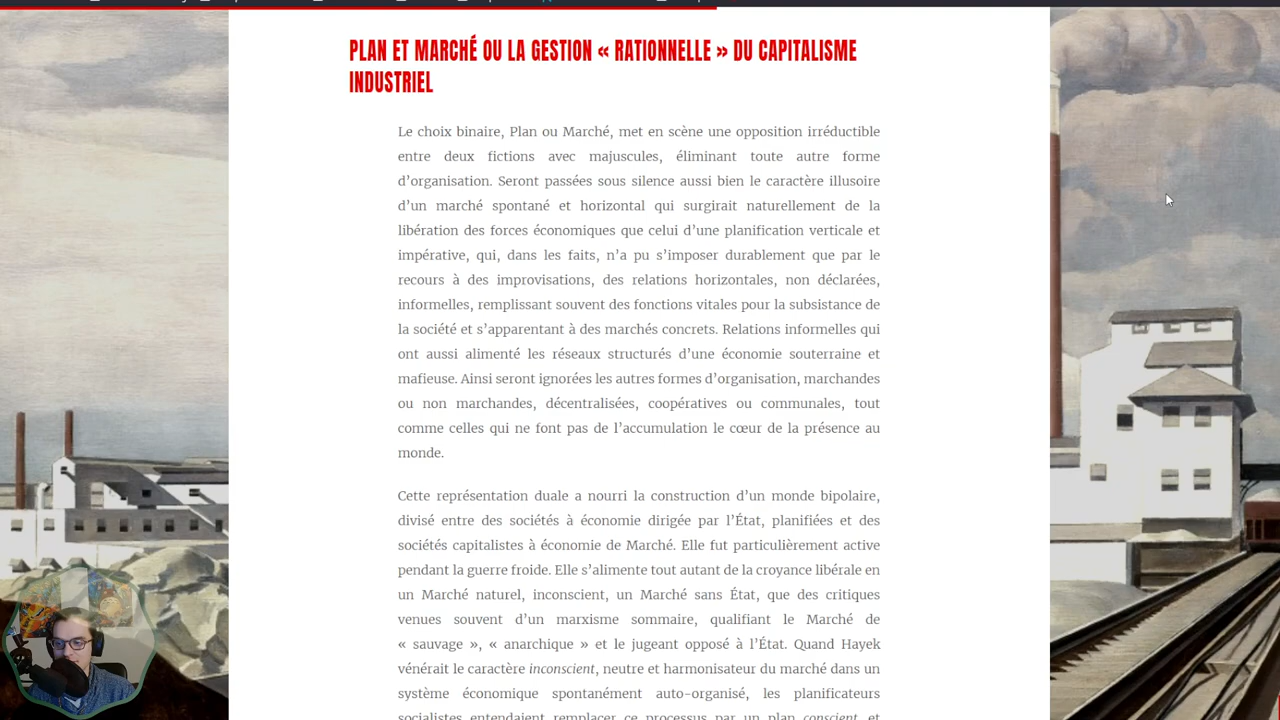 PLAN ET MARCHÉ OU LA GESTION « RATIONNELLE » DU CAPITALISME
INDUSTRIEL
Le choix binaire, Plan ou Marché, met en scène une opposition irréductible
entre deux fictions avec majuscules, éliminant toute autre forme
d’organisation. Seront passées sous silence aussi bien le caractère illusoire
d’un marché spontané et horizontal qui surgirait naturellement de la
libération des forces économiques que celui d’une planification verticale et
impérative, qui, dans les faits, n’a pu s’imposer durablement que par le
recours à des improvisations, des relations horizontales, non déclarées,
informelles, remplissant souvent des fonctions vitales pour la subsistance de
la société et s’apparentant à des marchés concrets. Relations informelles qui
ont aussi alimenté les réseaux structurés d’une économie souterraine et
mafieuse. Ainsi seront ignorées les autres formes d’organisation, marchandes
ou non marchandes, décentralisées, coopératives ou communales, tout
comme celles qui ne font pas de l’accumulation le cœur de la présence au
monde.
Cette représentation duale a nourri la construction d’un monde bipolaire,
divisé entre des sociétés à économie dirigée par l’État, planifiées et des
sociétés capitalistes à économie de Marché. Elle fut particulièrement active
pendant la guerre froide. Elle s’alimente tout autant de la croyance libérale en
un Marché naturel, inconscient, un Marché sans État, que des critiques
venues souvent d’un marxisme sommaire, qualifiant le Marché de
« sauvage », « anarchique » et le jugeant opposé à l’État. Quand Hayek
vénérait le caractère inconscient, neutre et harmonisateur du marché dans un
système économique spontanément auto-organisé, les planificateurs
socialistes entendaient remplacer ce processus par un plan conscient et